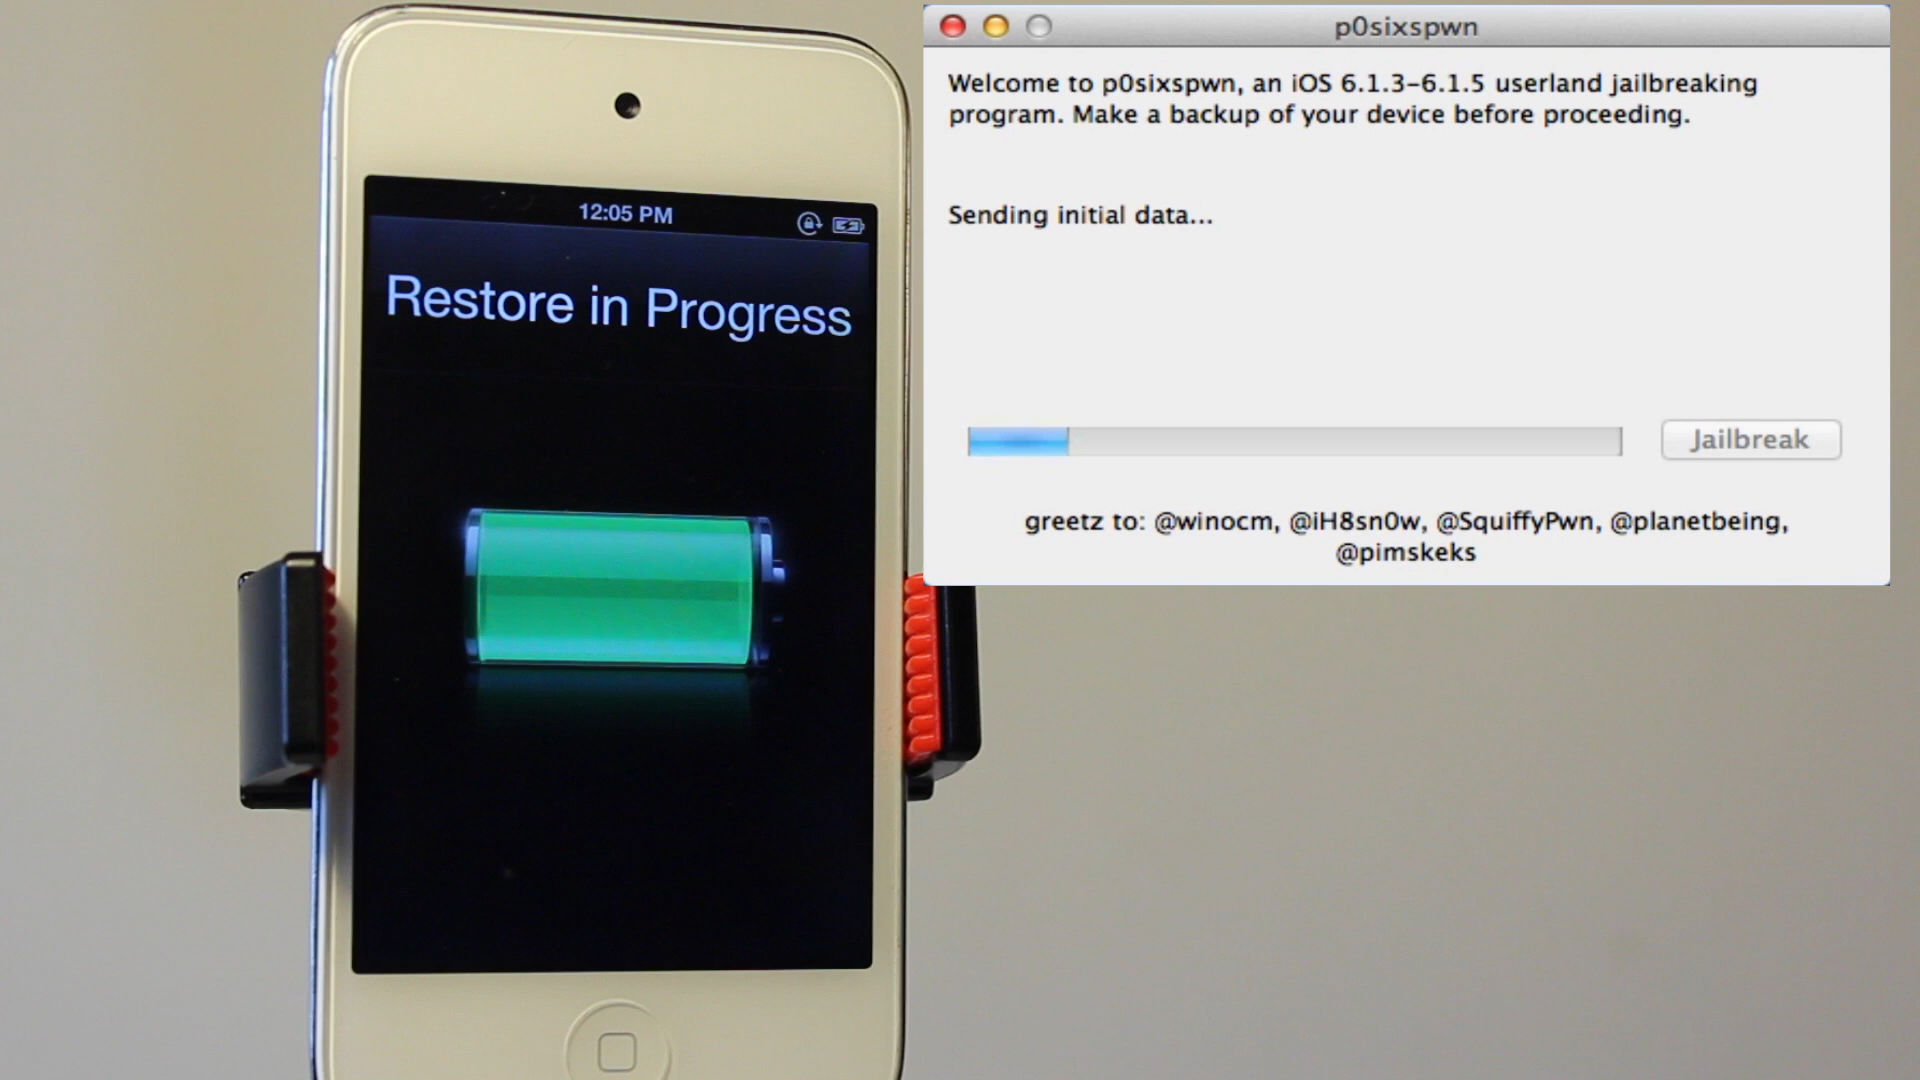 12:05 PM
Restore in Progress
p0sixspwn
Welcome to p0sixspwn, an iOS 6.1.3-6.1.5 userland jailbreaking
program. Make a backup of your device before proceeding.
Sending initial data...
Jailbreak
greetz to: @winocm, @iH8sn0w, @SquiffyPwn, @planetbeing,
@pimskeks